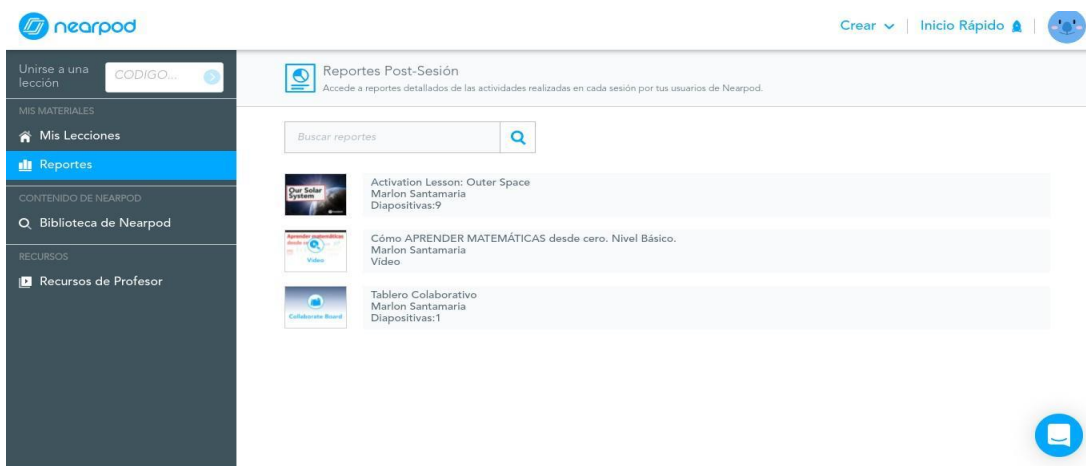 nearpod
Crear
Inicio Rápido
Unirse a una
lección
CODIGO...
MIS MATERIALES
Mis Lecciones
Reportes
CONTENIDO DE NEARPOD
Biblioteca de Nearpod
RECURSOS
Recursos de Profesor
Reportes Post-Sesión
Accede a reportes detallados de las actividades realizadas en cada sesión por tus usuarios de Nearpod.
Buscar reportes
Our Solar
System
Activation Lesson: Outer Space
Marlon Santamaria
Diapositivas:9
Aprender matemáticas
Video
Cómo APRENDER MATEMÁTICAS desde cero. Nivel Básico.
Marlon Santamaria
Vídeo
Collaborate Board
Tablero Colaborativo
Marlon Santamaria
Diapositivas:1